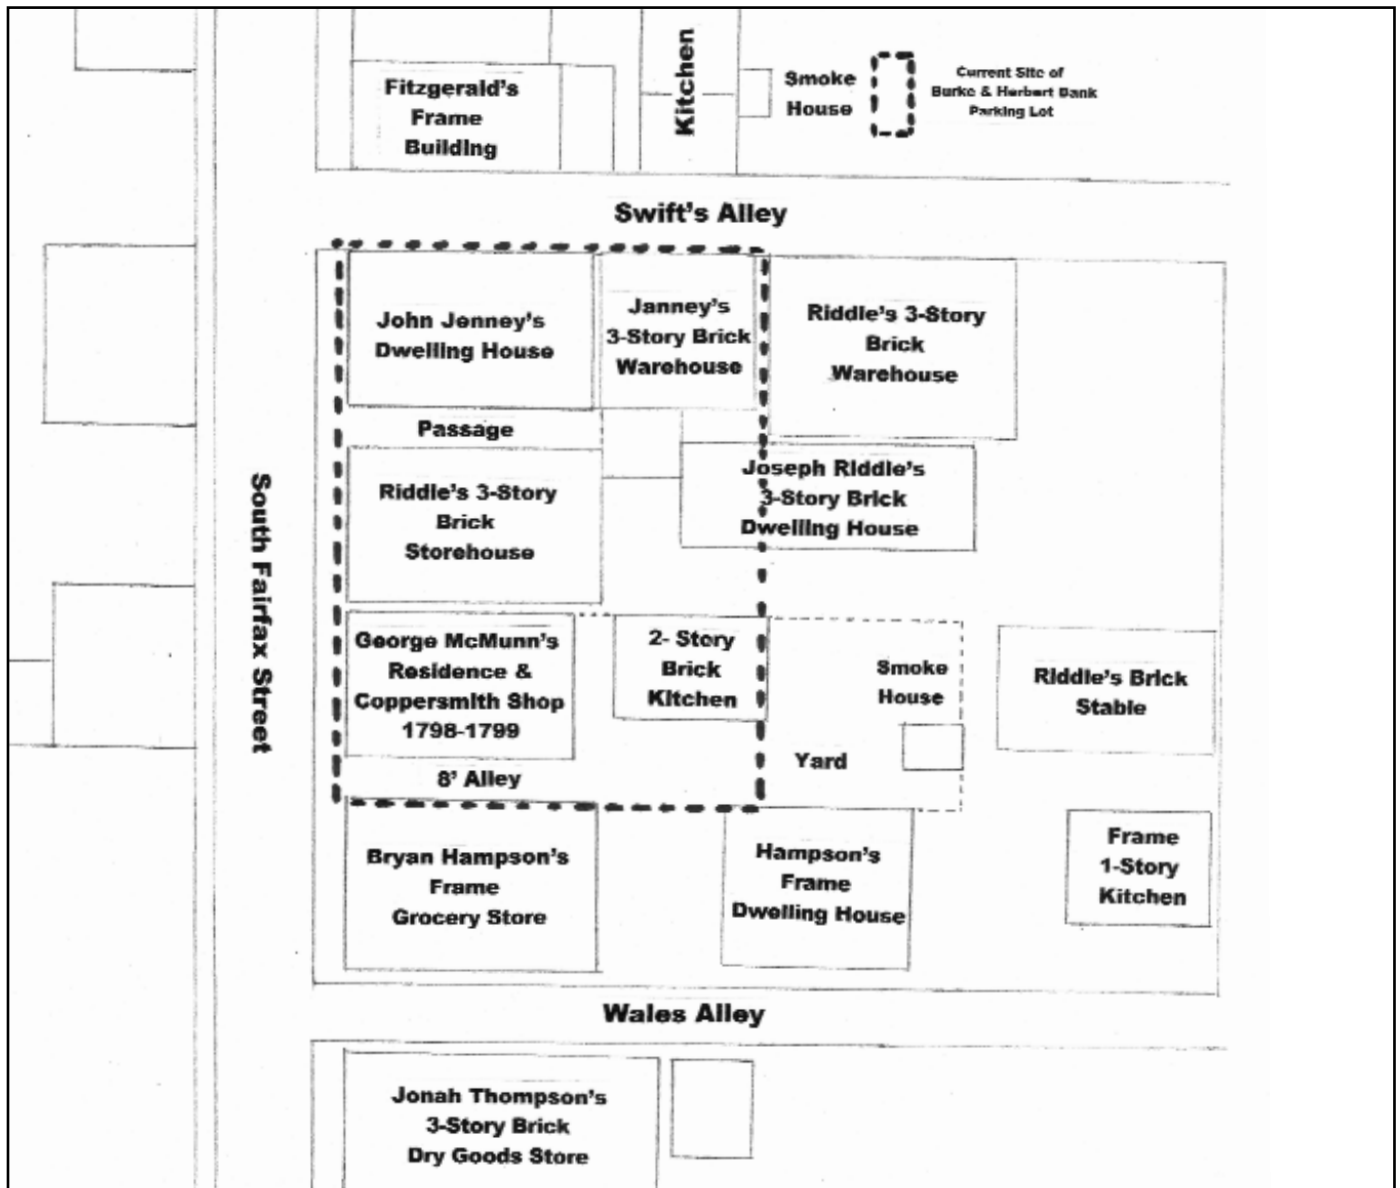 Fitzgerald's
Frame
Building
Kitchen
Smoke
House
Current Site of
Burke & Herbert Bank
Parking Lot
Swift's Alley
John Jenney's
Dwelling House
Janney's
3-Story Brick
Warehouse
Riddle's 3-Story
Brick
Warehouse
Passage
Riddle's 3-Story
Brick
Storehouse
Joseph Riddle's
3-Story Brick
Dwelling House
South Fairfax Street
George McMunn's
Residence &
Coppersmith Shop
1798-1799
2- Story
Brick
Kitchen
Smoke
House
Riddle's Brick
Stable
Yard
8' Alley
Bryan Hampson's
Frame
Grocery Store
Hampson's
Frame
Dwelling House
Frame
1-Story
Kitchen
Wales Alley
Jonah Thompson's
3-Story Brick
Dry Goods Store